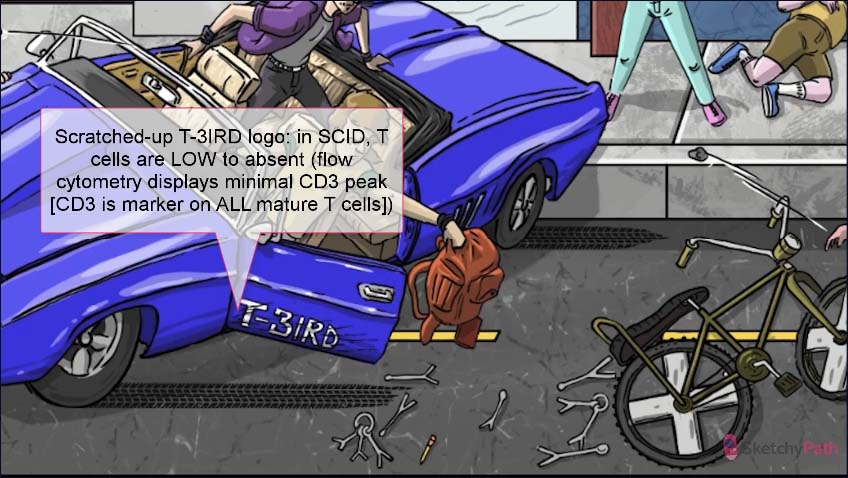 Scratched-up T-3IRD logo: in SCID, T
cells are LOW to absent (flow
cytometry displays minimal CD3 peak
[CD3 is marker on ALL mature T cells])
T-3IRD
SketchyPath